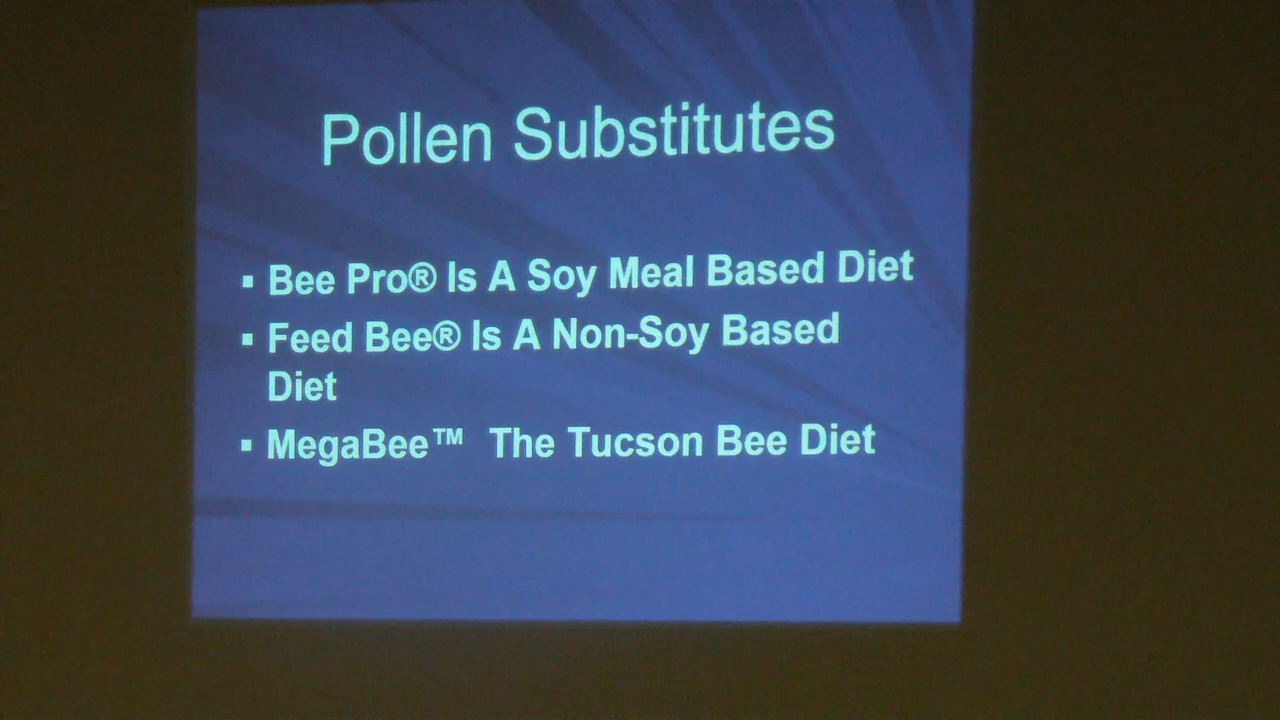 Pollen Substitutes
▪ Bee Pro® Is A Soy Meal Based Diet
▪ Feed Bee® Is A Non-Soy Based
Diet
▪ MegaBee™ The Tucson Bee Diet